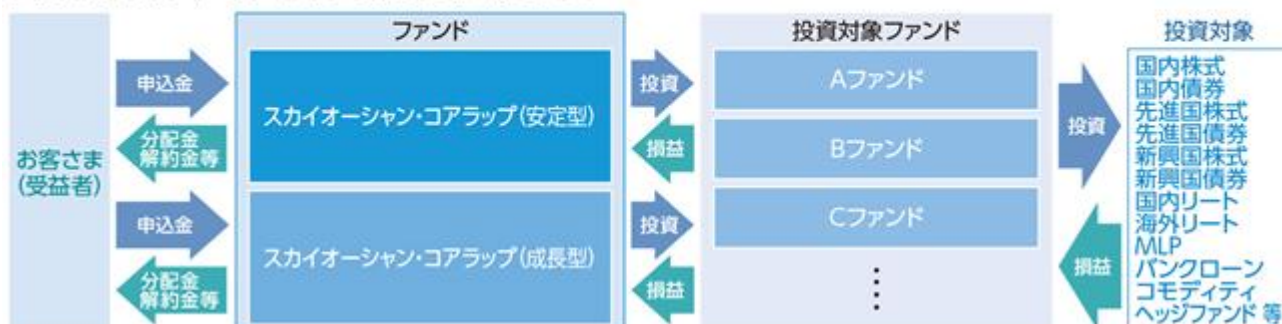 お客さま
(受益者)
申込金
分配金
解約金等
申込金
分配金
解約金等
ファンド
スカイオーシャン・コアラップ(安定型)
スカイオーシャン・コアラップ(成長型)
投資
損益
投資
損益
投資対象ファンド
Aファンド
Bファンド
Cファンド
投資
損益
投資対象
国内株式
国内債券
先進国株式
先進国債券
新興国株式
新興国債券
国内リート
海外リート
MLP
バンクローン
コモディティ
ヘッジファンド 等